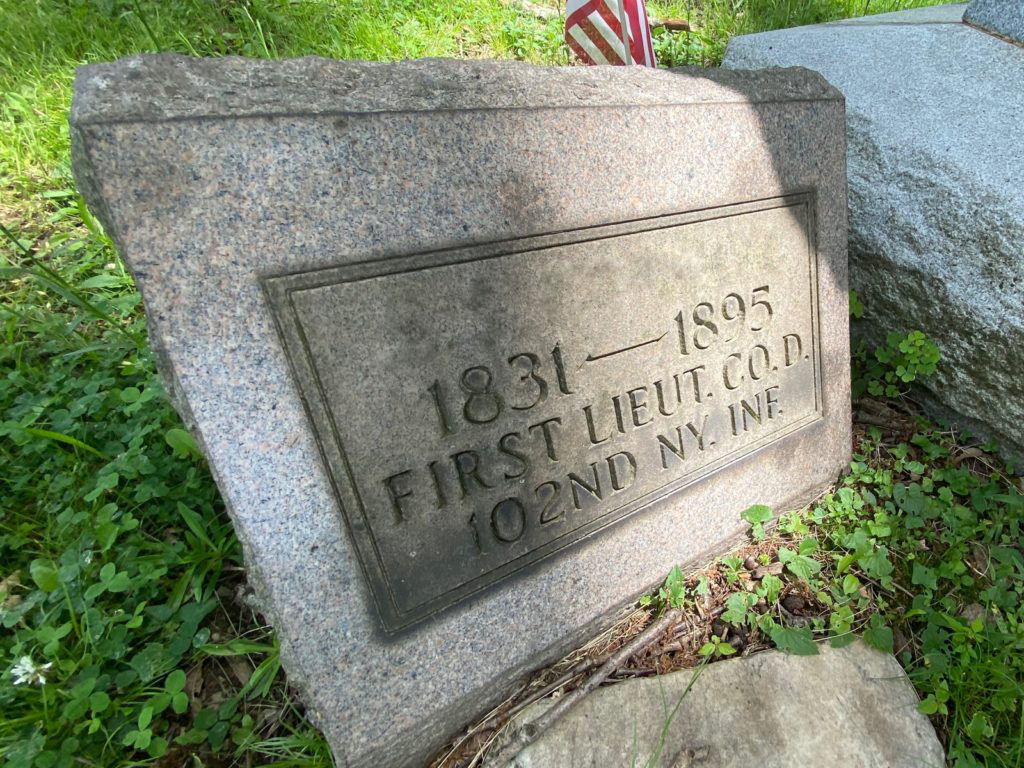 1831—1895
FIRST LIEUT. CO. D.
102ND NY. INF.